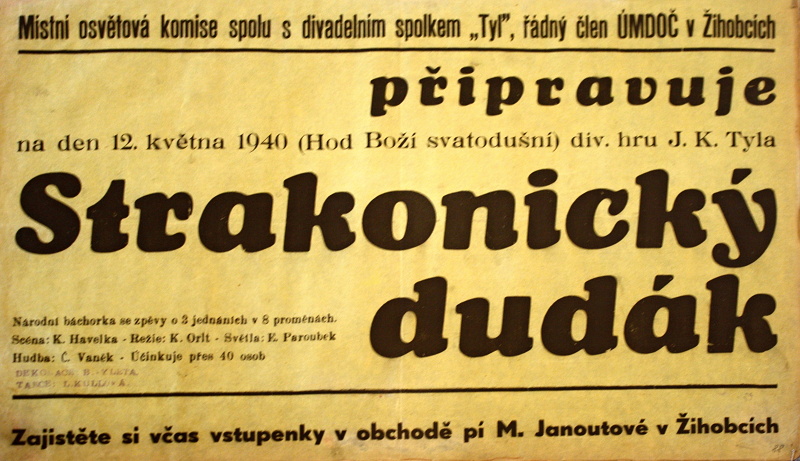 Místní osvětová komise spolu s divadelním spolkem „Tyl”, řádný člen ÚMDOČ v Žihobcích
připravuje
na den 12. května 1940 (Hod Boží svatodušní) div. hru J. K. Tyla
Strakonický
dudák
Národní báchorka se zpěvy o 3 jednáních v 8 proměnách.
Scéna: K. Havelka - Režie: K. Orlt - Světla: E. Paroubek
Hudba: Č. Vaněk - Účinkuje přes 40 osob
TANCE:
Zajistěte si včas vstupenky v obchodě pí M. Janoutové v Žihobcích